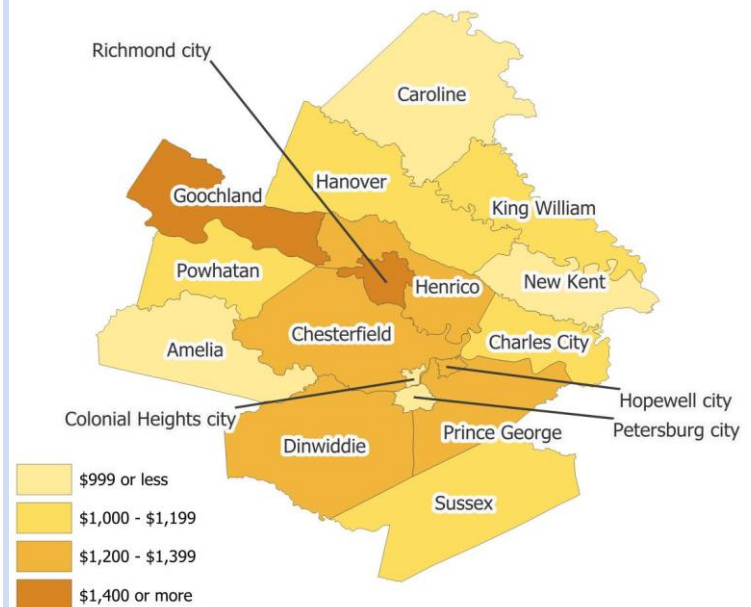 Richmond city
Caroline
Goochland
Hanover
King William
Powhatan
Henrico
New Kent
Chesterfield
Amelia
Charles City
Colonial Heights city
Hopewell city
Petersburg city
Dinwiddie
Prince George
Sussex
$999 or less
$1,000 - $1,199
$1,200 - $1,399
$1,400 or more